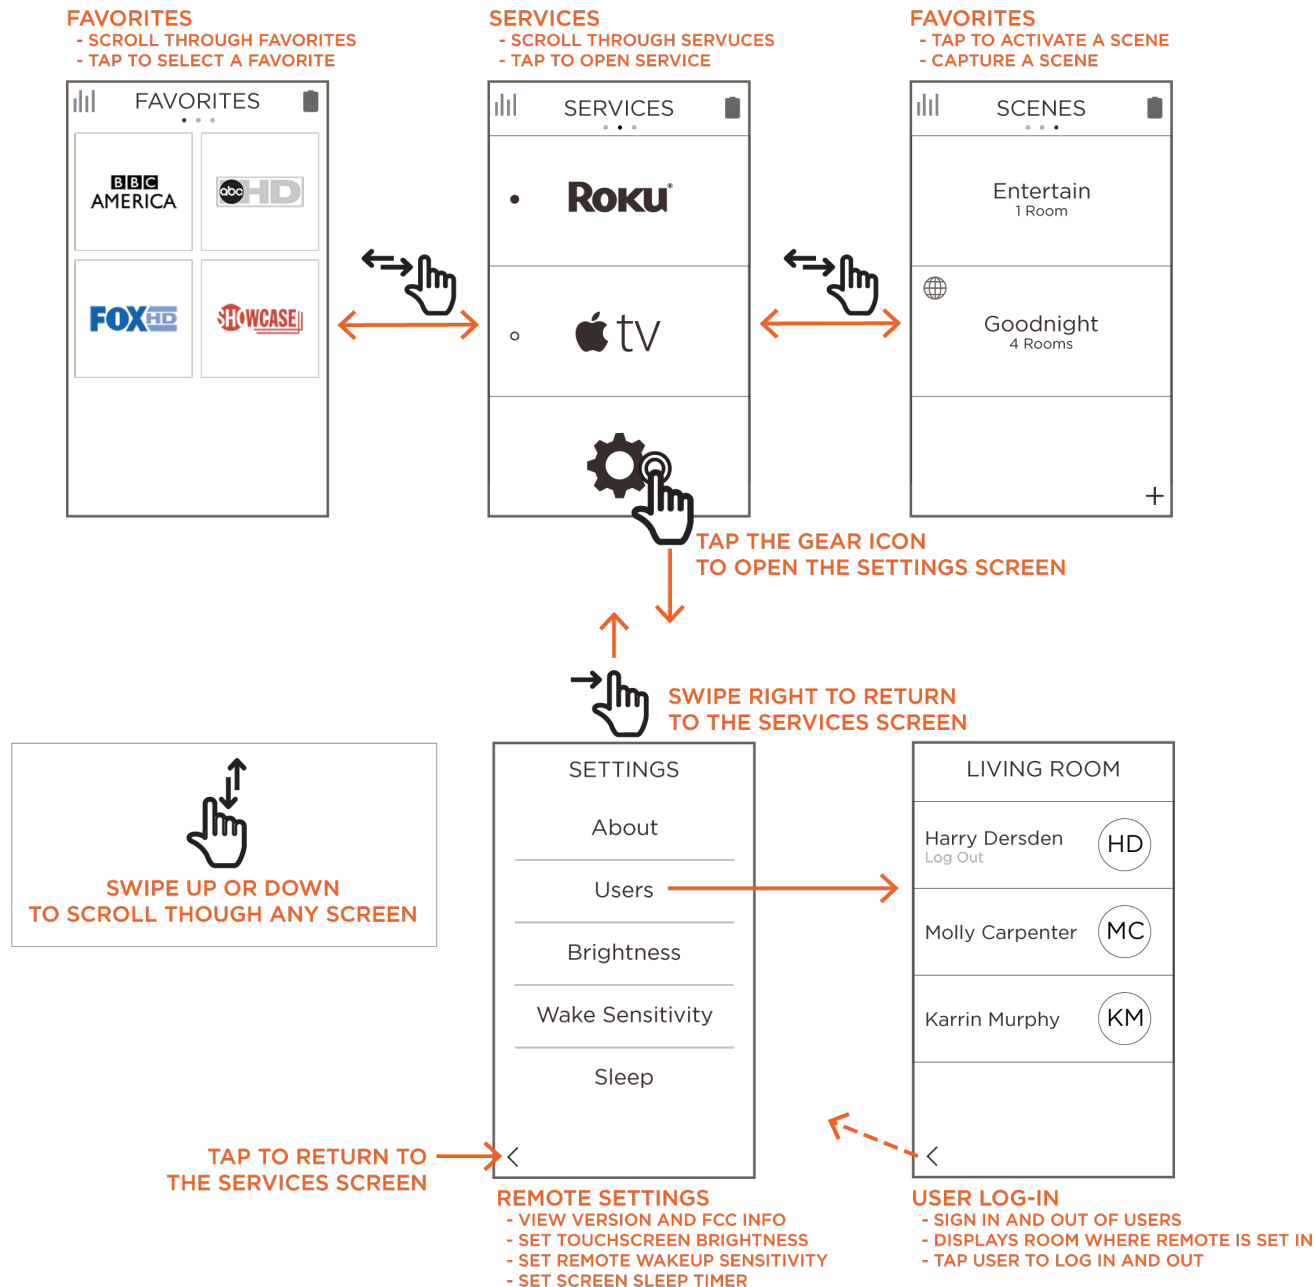 FAVORITES
- SCROLL THROUGH FAVORITES
- TAP TO SELECT A FAVORITE
FAVORITES
BBC
AMERICA
abc HD
FOX HD
SHOWCASE
SERVICES
- SCROLL THROUGH SERVUCES
- TAP TO OPEN SERVICE
SERVICES
ROKU
tv
FAVORITES
- TAP TO ACTIVATE A SCENE
- CAPTURE A SCENE
SCENES
Entertain
1 Room
Goodnight
4 Rooms
+
TAP THE GEAR ICON
TO OPEN THE SETTINGS SCREEN
SWIPE RIGHT TO RETURN
TO THE SERVICES SCREEN
SWIPE UP OR DOWN
TO SCROLL THOUGH ANY SCREEN
SETTINGS
About
Users
Brightness
Wake Sensitivity
Sleep
<
TAP TO RETURN TO
THE SERVICES SCREEN
REMOTE SETTINGS
- VIEW VERSION AND FCC INFO
- SET TOUCHSCREEN BRIGHTNESS
- SET REMOTE WAKEUP SENSITIVITY
- SET SCREEN SLEEP TIMER
LIVING ROOM
Harry Dersden HD
Log Out
Molly Carpenter MC
Karrin Murphy KM
<
USER LOG-IN
- SIGN IN AND OUT OF USERS
- DISPLAYS ROOM WHERE REMOTE IS SET IN
- TAP USER TO LOG IN AND OUT